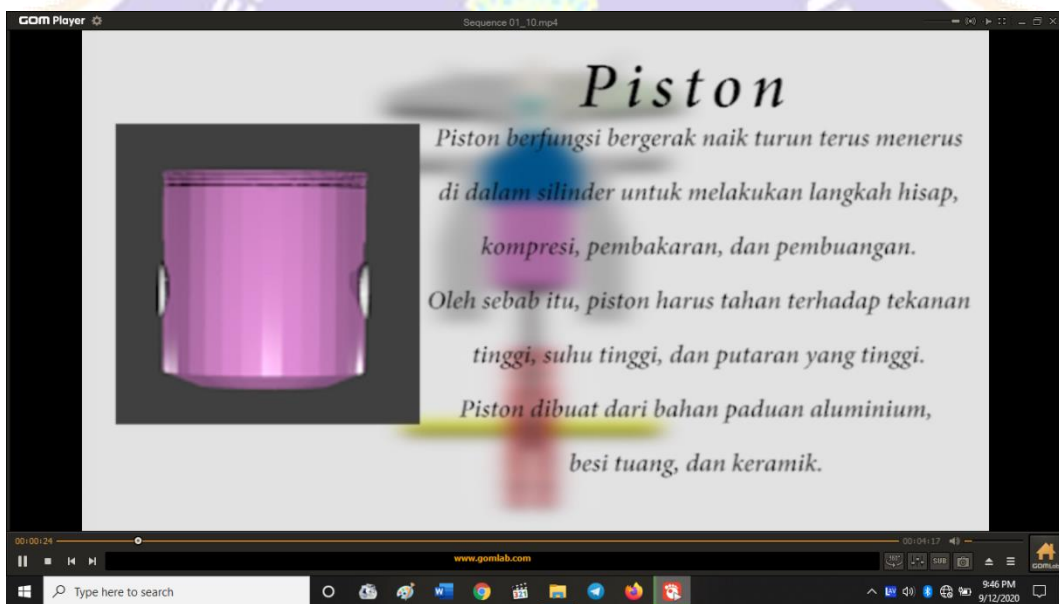 GOM Player
Sequence 01_10.mp4
Piston
Piston berfungsi bergerak naik turun terus menerus
di dalam silinder untuk melakukan langkah hisap,
kompresi, pembakaran, dan pembuangan.
Oleh sebab itu, piston harus tahan terhadap tekanan
tinggi, suhu tinggi, dan putaran yang tinggi.
Piston dibuat dari bahan paduan aluminium,
besi tuang, dan keramik.
00:00:24
00:04:17
www.gomlab.com
360°
SUB
GOMLab
Type here to search
9:46 PM
9/12/2020